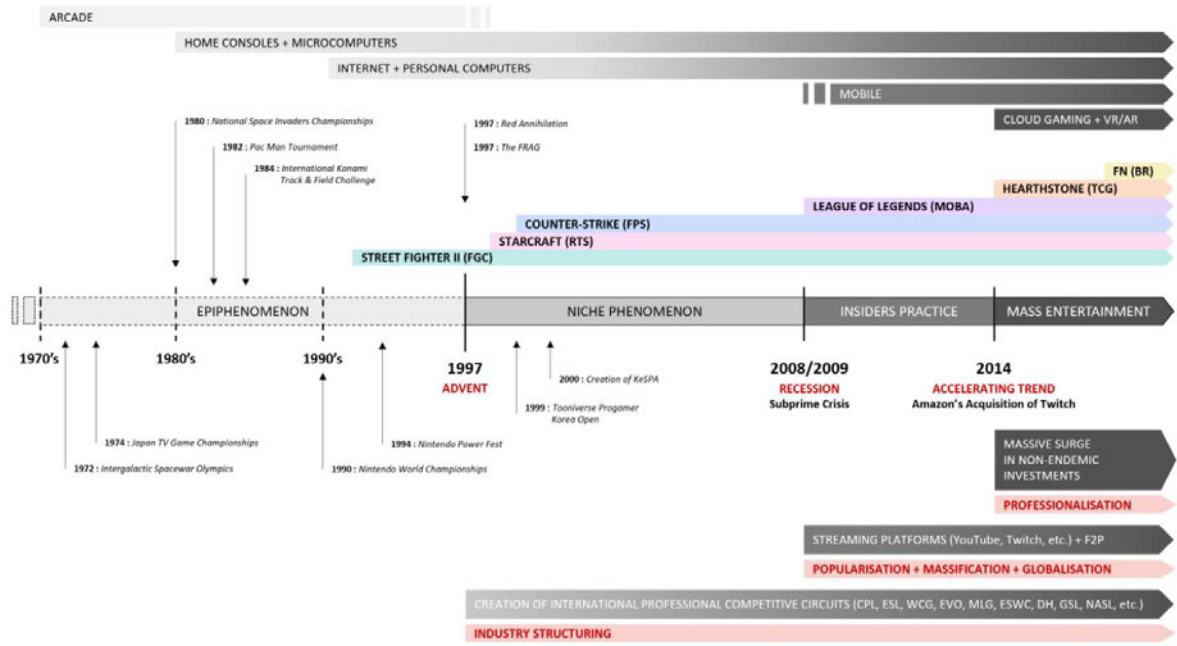 ARCADE
HOME CONSOLES + MICROCOMPUTERS
INTERNET + PERSONAL COMPUTERS
MOBILE
CLOUD GAMING + VR/AR
1980 : National Space Invaders Championships
1982 : Pac Man Tournament
1984 : International Konami
Track & Field Challenge
1997 : Red Annihilation
1997 : The FRAG
FN (BR)
HEARTHSTONE (TCG)
LEAGUE OF LEGENDS (MOBA)
COUNTER-STRIKE (FPS)
STARCRAFT (RTS)
STREET FIGHTER II (FGC)
EPIPHENOMENON
NICHE PHENOMENON
INSIDERS PRACTICE
MASS ENTERTAINMENT
1970's
1980's
1990's
1997
ADVENT
2008/2009
RECESSION
Subprime Crisis
2014
ACCELERATING TREND
Amazon's Acquisition of Twitch
2000 : Creation of KeSPA
1999 : Tooniverse Progamer
Korea Open
1974 : Japan TV Game Championships
1994 : Nintendo Power Fest
1972 : Intergalactic Spacewar Olympics
1990 : Nintendo World Championships
MASSIVE SURGE
IN NON-ENDEMIC
INVESTMENTS
PROFESSIONALISATION
STREAMING PLATFORMS (YouTube, Twitch, etc.) + F2P
POPULARISATION + MASSIFICATION + GLOBALISATION
CREATION OF INTERNATIONAL PROFESSIONAL COMPETITIVE CIRCUITS (CPL, ESL, WCG, EVO, MLG, ESWC, DH, GSL, NASL, etc.)
INDUSTRY STRUCTURING